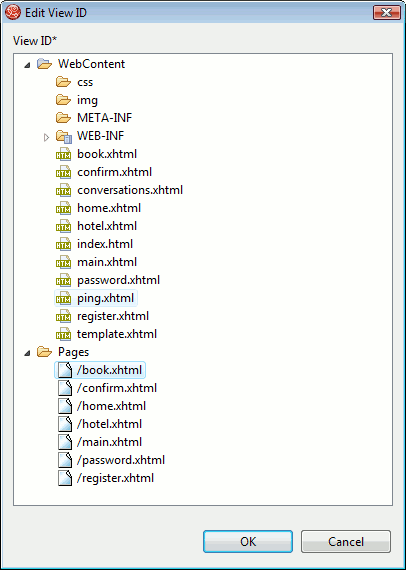 Edit View ID
View ID*
WebContent
css
img
META-INF
WEB-INF
book.xhtml
confirm.xhtml
conversations.xhtml
home.xhtml
hotel.xhtml
index.html
main.xhtml
password.xhtml
ping.xhtml
register.xhtml
template.xhtml
Pages
/book.xhtml
/confirm.xhtml
/home.xhtml
/hotel.xhtml
/main.xhtml
/password.xhtml
/register.xhtml
OK Cancel